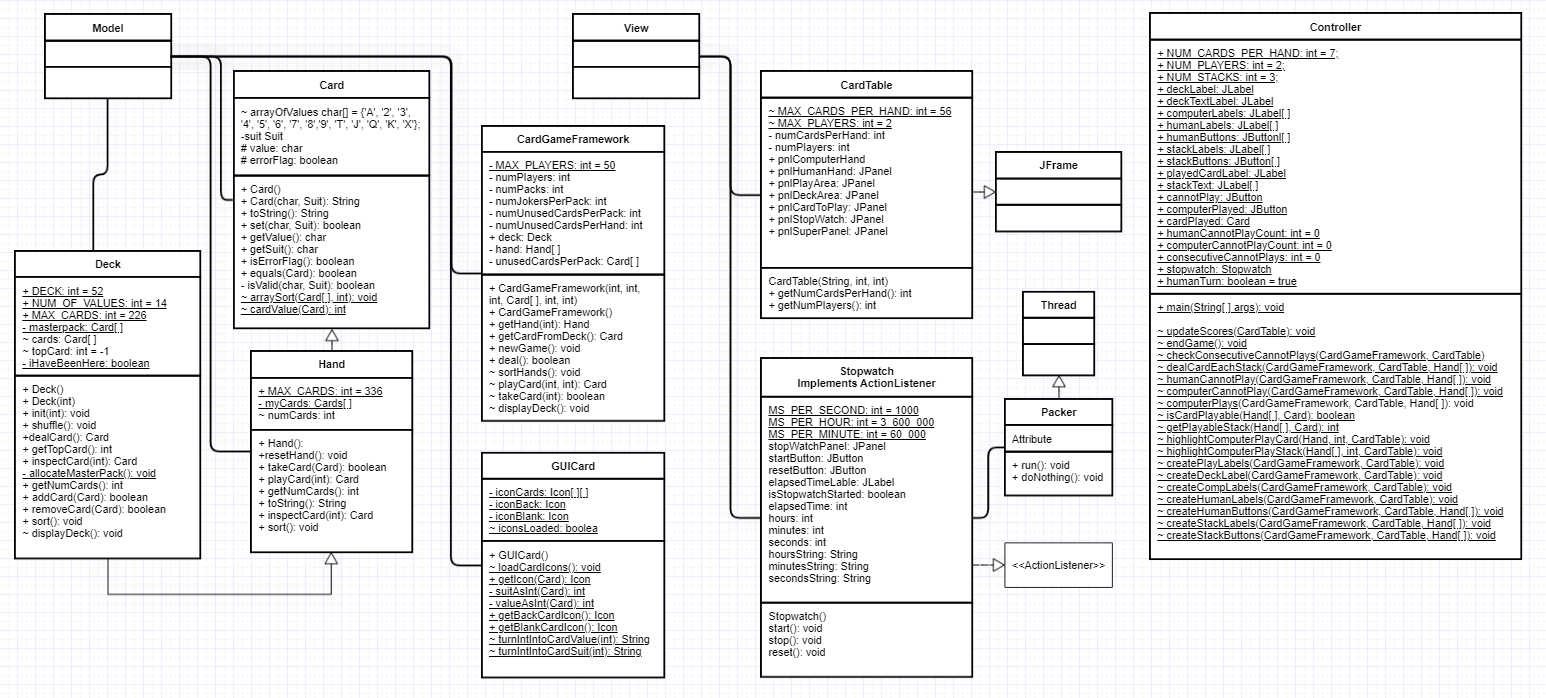 Model
Card
~ arrayOfValues char[] = {'A', '2', '3',
'4', '5', '6', '7', '8','9', 'T', 'J', 'Q', 'K', 'X'};
-suit Suit
# value: char
# errorFlag: boolean
+ Card()
+ Card(char, Suit): String
+ toString(): String
+ set(char, Suit): boolean
+ getValue(): char
+ getSuit(): char
+ isErrorFlag(): boolean
+ equals(Card): boolean
- isValid(char, Suit): boolean
~ arraySort(Card[ ], int): void
~ cardValue(Card): int
Deck
+ DECK: int = 52
+ NUM_OF_VALUES: int = 14
+ MAX_CARDS: int = 226
- masterpack: Card[ ]
~ cards: Card[ ]
~ topCard: int = -1
- iHaveBeenHere: boolean
+ Deck()
+ Deck(int)
+ init(int): void
+ shuffle(): void
+dealCard(): Card
+ getTopCard(): int
+ inspectCard(int): Card
- allocateMasterPack(): void
+ getNumCards(): int
+ addCard(Card): boolean
+ removeCard(Card): boolean
+ sort(): void
~ displayDeck(): void
Hand
+ MAX_CARDS: int = 336
- myCards: Cards[ ]
~ numCards: int
+ Hand():
+resetHand(): void
+ takeCard(Card): boolean
+ playCard(int): Card
+ getNumCards(): int
+ toString(): String
+ inspectCard(int): Card
+ sort(): void
CardGameFramework
- MAX_PLAYERS: int = 50
- numPlayers: int
- numPacks: int
- numJokersPerPack: int
- numUnusedCardsPerPack: int
- numUnusedCardsPerHand: int
+ deck: Deck
- hand: Hand[ ]
- unusedCardsPerPack: Card[ ]
+ CardGameFramework(int, int,
int, Card[ ], int, int)
+ CardGameFramework()
+ getHand(int): Hand
+ getCardFromDeck(): Card
+ newGame(): void
+ deal(): boolean
~ sortHands(): void
~ playCard(int, int): Card
~ takeCard(int): boolean
~ displayDeck(): void
GUICard
- iconCards: Icon[ ][ ]
- iconBack: Icon
- iconBlank: Icon
~ iconsLoaded: boolea
+ GUICard()
~ loadCardIcons(): void
+ getIcon(Card): Icon
- suitAsInt(Card): int
- valueAsInt(Card): int
+ getBackCardIcon(): Icon
+ getBlankCardIcon(): Icon
~ turnIntIntoCardValue(int): String
~ turnIntIntoCardSuit(int): String
View
CardTable
~ MAX_CARDS_PER_HAND: int = 56
~ MAX_PLAYERS: int = 2
- numCardsPerHand: int
- numPlayers: int
+ pnlComputerHand
+ pnlHumanHand: JPanel
+ pnlPlayArea: JPanel
+ pnlDeckArea: JPanel
+ pnlCardToPlay: JPanel
+ pnlStopWatch: JPanel
+ pnlSuperPanel: JPanel
CardTable(String, int, int)
+ getNumCardsPerHand(): int
+ getNumPlayers(): int
JFrame
Thread
Stopwatch
Implements ActionListener
MS_PER_SECOND: int = 1000
MS_PER_HOUR: int = 3_600_000
MS_PER_MINUTE: int = 60_000
stopWatchPanel: JPanel
startButton: JButton
resetButton: JButton
elapsedTimeLable: JLabel
isStopwatchStarted: boolean
elapsedTime: int
hours: int
minutes: int
seconds: int
hoursString: String
minutesString: String
secondsString: String
Stopwatch()
start(): void
stop(): void
reset(): void
Packer
Attribute
+ run(): void
+ doNothing(): void
<<ActionListener>>
Controller
+ NUM_CARDS_PER_HAND: int = 7;
+ NUM_PLAYERS: int = 2;
+ NUM_STACKS: int = 3;
+ deckLabel: JLabel
+ deckTextLabel: JLabel
+ computerLabels: JLabel[ ]
+ humanLabels: JLabel[ ]
+ humanButtons: JButton[ ]
+ stackLabels: JLabel[ ]
+ stackButtons: JButton[ ]
+ playedCardLabel: JLabel
+ stackText: JLabel[ ]
+ cannotPlay: JButton
+ computerPlayed: JButton
+ cardPlayed: Card
+ humanCannotPlayCount: int = 0
+ computerCannotPlayCount: int = 0
+ consecutiveCannotPlays: int = 0
+ stopwatch: Stopwatch
+ humanTurn: boolean = true
+ main(String[ ] args): void
~ updateScores(CardTable): void
~ endGame(): void
~ checkConsecutiveCannotPlays(CardGameFramework, CardTable)
~ dealCardEachStack(CardGameFramework, CardTable, Hand[ ]): void
~ humanCannotPlay(CardGameFramework, CardTable, Hand[ ]): void
~ computerCannotPlay(CardGameFramework, CardTable, Hand[ ]): void
~ computerPlays(CardGameFramework, CardTable, Hand[ ]): void
~ isCardPlayable(Hand[ ], Card): boolean
~ getPlayableStack(Hand[ ], Card): int
~ highlightComputerPlayCard(Hand, int, CardTable): void
~ highlightComputerPlayStack(Hand[ ], int, CardTable): void
~ createPlayLabels(CardGameFramework, CardTable): void
~ createDeckLabel(CardGameFramework, CardTable): void
~ createCompLabels(CardGameFramework, CardTable): void
~ createHumanLabels(CardGameFramework, CardTable): void
~ createHumanButtons(CardGameFramework, CardTable, Hand[ ]): void
~ createStackLabels(CardGameFramework, CardTable, Hand[ ]): void
~ createStackButtons(CardGameFramework, CardTable, Hand[ ]): void